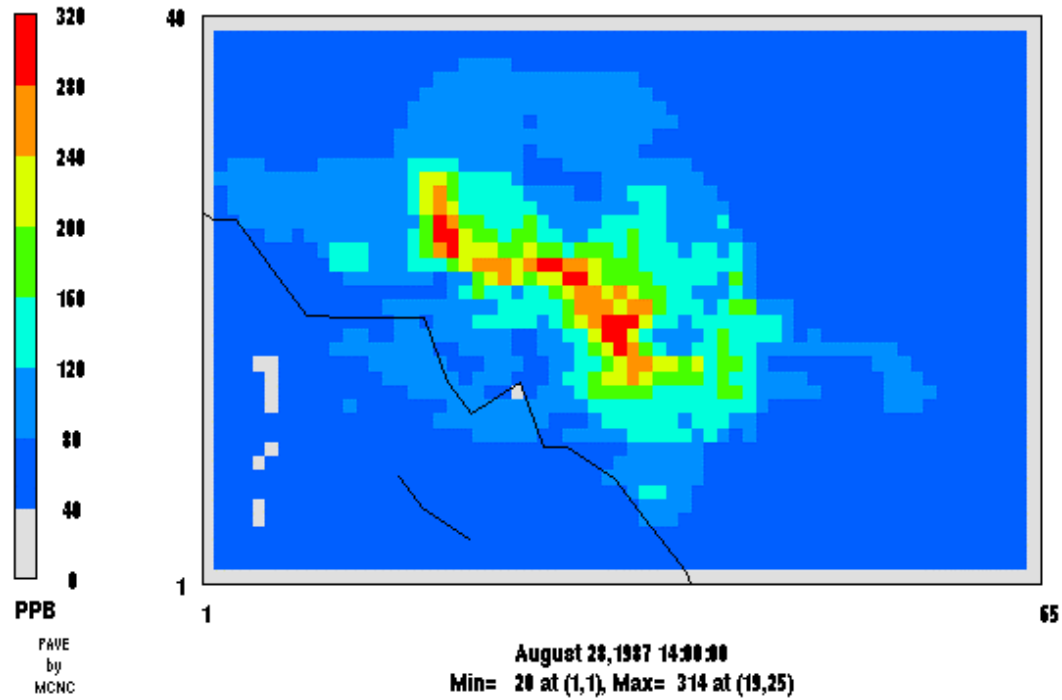 320
280
240
200
160
120
80
40
0
PPB
PAVE
by
MCNC
40
1
1
65
August 28,1987 14:00:00
Min= 20 at (1,1), Max= 314 at (19,25)